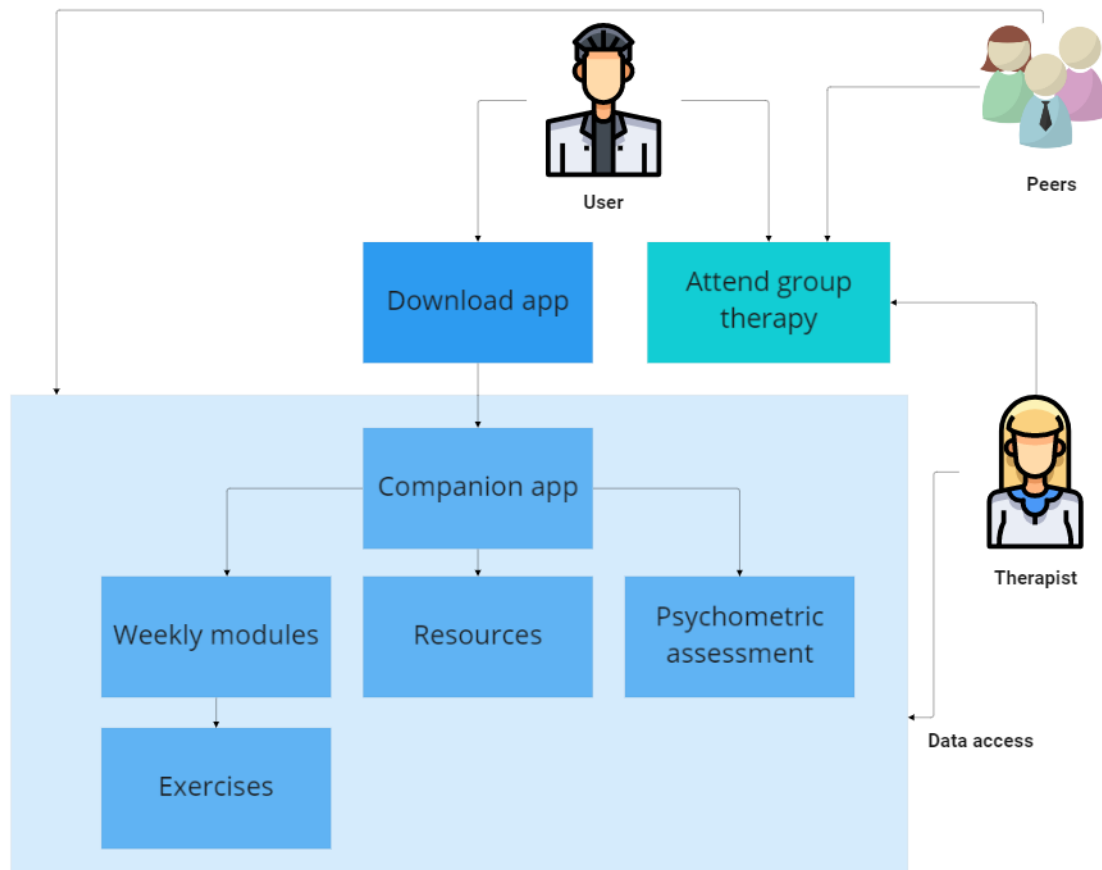 User
Peers
Download app
Attend group
therapy
Companion app
Therapist
Weekly modules
Resources
Psychometric
assessment
Data access
Exercises